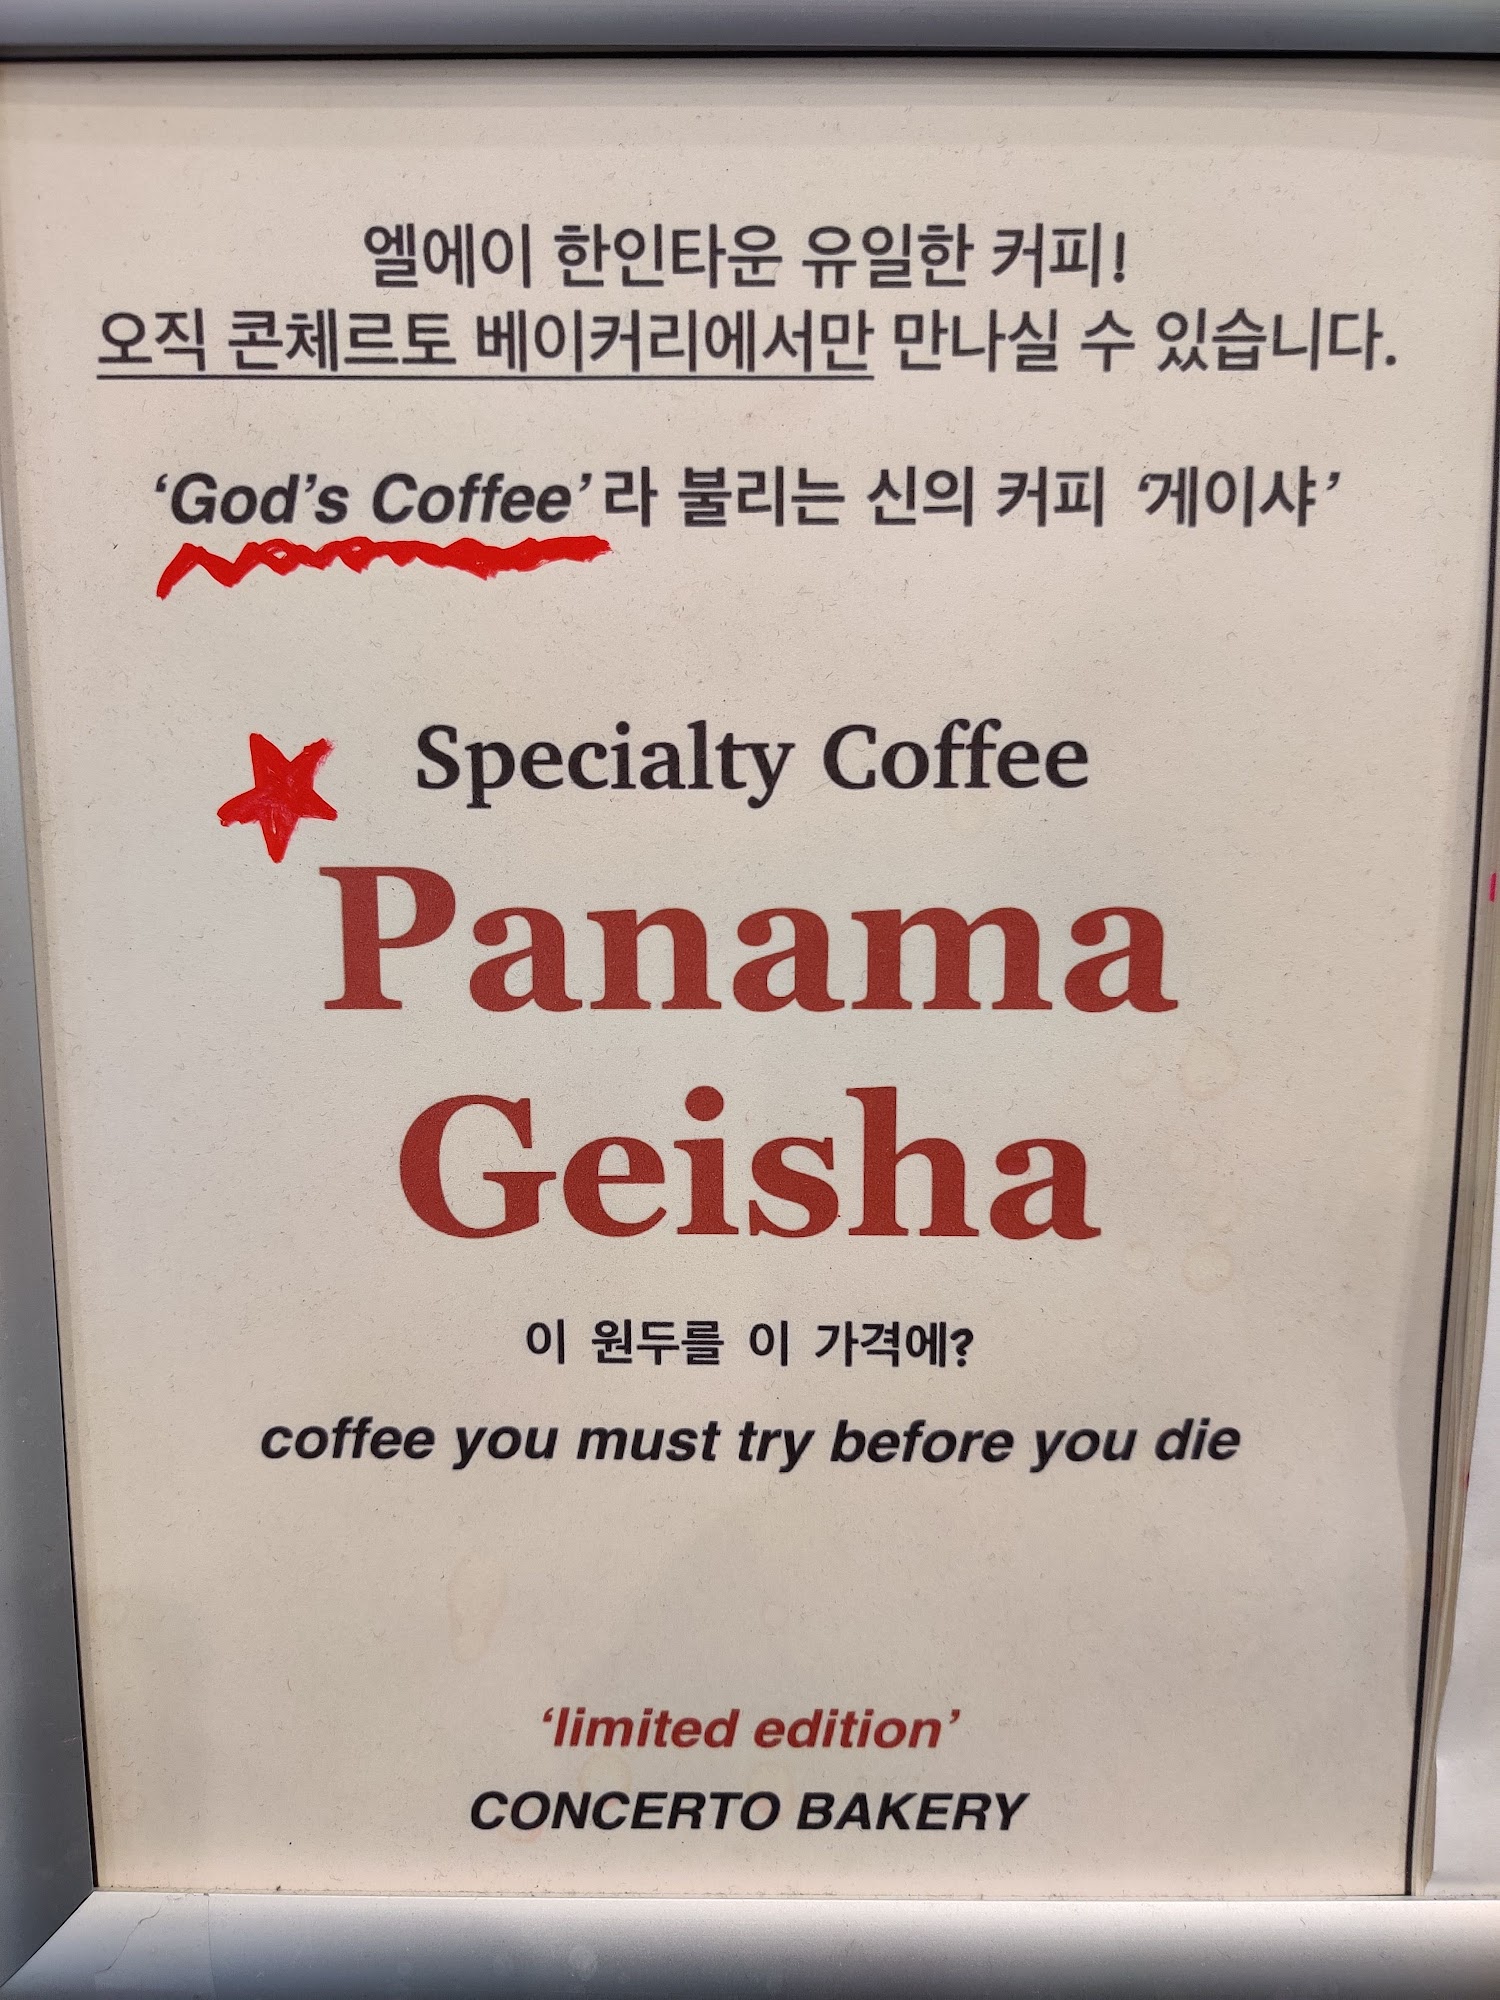 엘에이 한인타운 유일한 커피!
오직 콘체르토 베이커리에서만 만나실 수 있습니다.
‘God’s Coffee’라 불리는 신의 커피 ‘게이샤’
Specialty Coffee
Panama
Geisha
이 원두를 이 가격에?
coffee you must try before you die
‘limited edition’
CONCERTO BAKERY